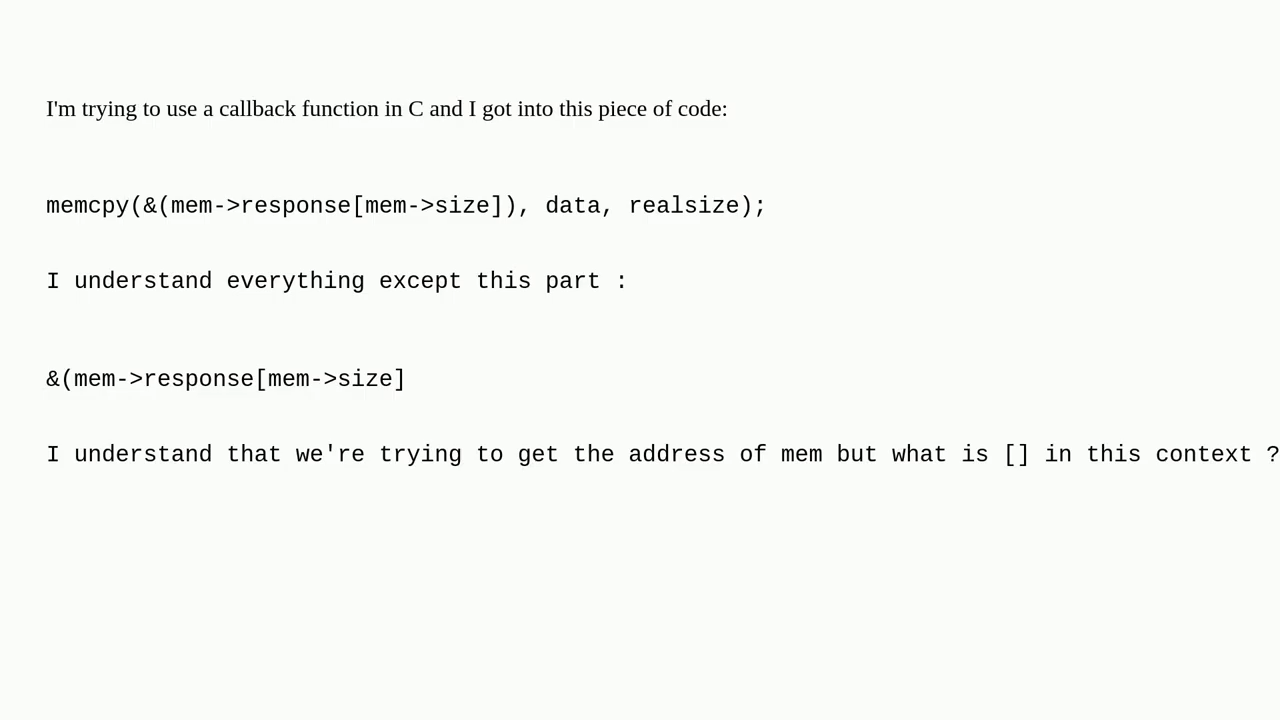 I'm trying to use a callback function in C and I got into this piece of code:
memcpy(&(mem->response[mem->size]), data, realsize);
I understand everything except this part :
&(mem->response[mem->size]
I understand that we're trying to get the address of mem but what is [] in this context ?